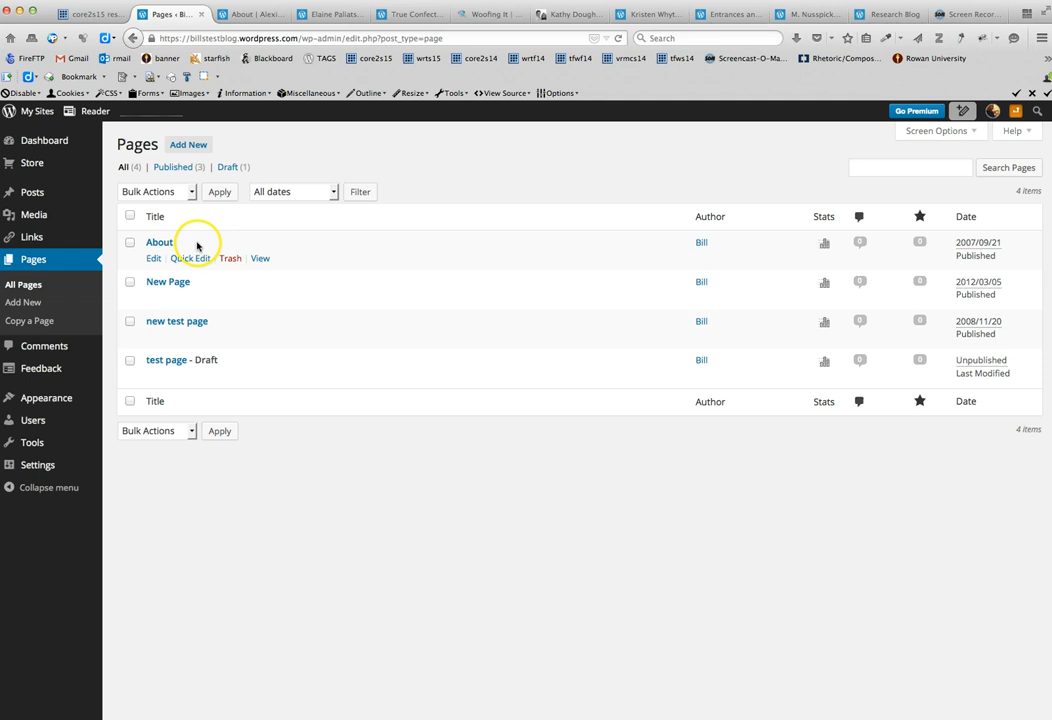 core2s15 res... Pages ‹ Bi... About | Alexi... Elaine Paliats... True Confect... Woofing It | ... Kathy Dough... Kristen Whyt... Entrances an... M. Nusspick... Research Blog Screen Recor...
https://billstestblog.wordpress.com/wp-admin/edit.php?post_type=page Search
FireFTP Gmail rmail banner starfish Blackboard TAGS core2s15 wrts15 core2s14 wrtf14 tfwf14 vrmcs14 tfws14 Screencast-O-Ma... Rhetoric/Compos... Rowan University
Bookmark
Disable Cookies CSS Forms Images Information Miscellaneous Outline Resize Tools View Source Options
My Sites Reader Go Premium
Dashboard
Store
Posts
Media
Links
Pages
All Pages
Add New
Copy a Page
Comments
Feedback
Appearance
Users
Tools
Settings
Collapse menu
Screen Options Help
Pages Add New
All (4) | Published (3) | Draft (1) Search Pages
Bulk Actions Apply All dates Filter 4 items
Title Author Stats Date
About Bill 0 0 2007/09/21
Edit | Quick Edit | Trash | View Published
New Page Bill 0 0 2012/03/05
Published
new test page Bill 0 0 2008/11/20
Published
test page - Draft Bill 0 0 Unpublished
Last Modified
Title Author Stats Date
Bulk Actions Apply 4 items